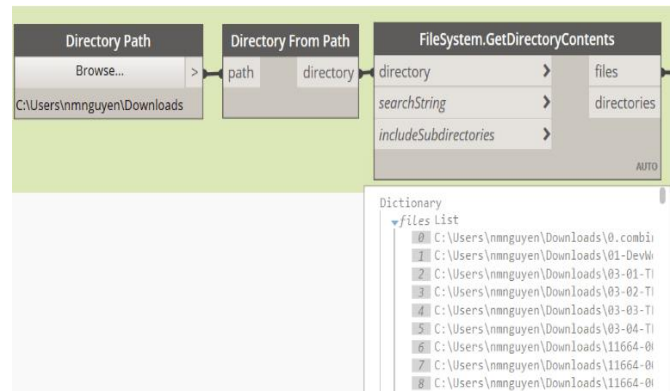 Directory Path
Browse... >
C:\Users\nmnguyen\Downloads
Directory From Path
path directory
FileSystem.GetDirectoryContents
directory > files
searchString > directories
includeSubdirectories >
AUTO
Dictionary
files List
0 C:\Users\nmnguyen\Downloads\0.combi
1 C:\Users\nmnguyen\Downloads\01-DevW
2 C:\Users\nmnguyen\Downloads\03-01-T
3 C:\Users\nmnguyen\Downloads\03-02-T
4 C:\Users\nmnguyen\Downloads\03-03-T
5 C:\Users\nmnguyen\Downloads\03-04-T
6 C:\Users\nmnguyen\Downloads\11664-0
7 C:\Users\nmnguyen\Downloads\11664-0
8 C:\Users\nmnguyen\Downloads\11664-0